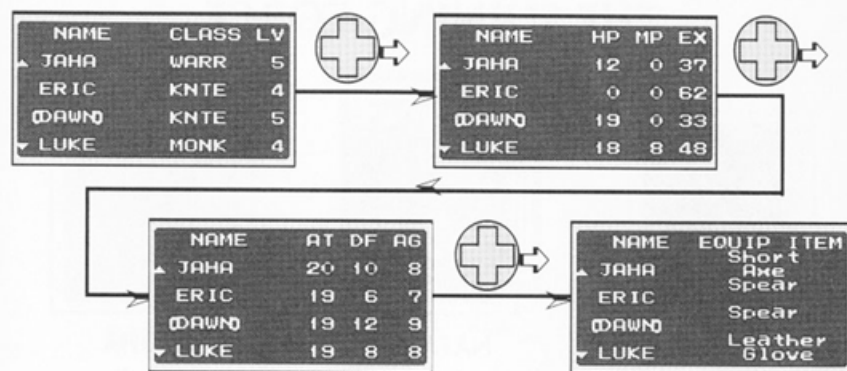 NAME CLASS LV
JAHA WARR 5
ERIC KNTE 4
DAWN KNTE 5
LUKE MONK 4
NAME HP MP EX
JAHA 12 0 37
ERIC 0 0 62
DAWN 19 0 33
LUKE 18 8 48
NAME AT DF AG
JAHA 20 10 8
ERIC 19 6 7
DAWN 19 12 9
LUKE 19 8 8
NAME EQUIP ITEM
JAHA Short
Axe
ERIC Spear
DAWN Spear
LUKE Leather
Glove